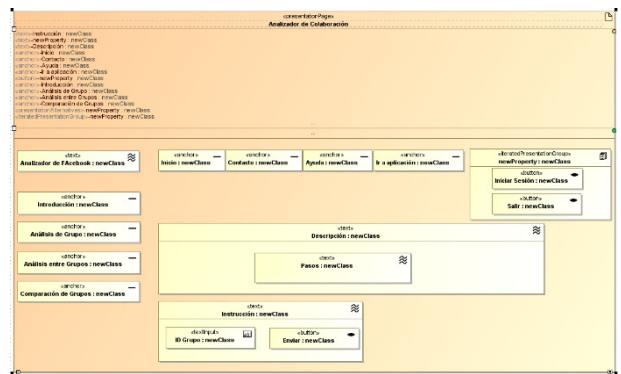 «presentationPage»
Analizador de Colaboración
«text»-Instrucción : newClass
«text»-newProperty : newClass
«text»-Descripción : newClass
«anchor»-Inicio : newClass
«anchor»-Contacto : newClass
«anchor»-Ayuda : newClass
«anchor»-Ir a aplicación : newClass
«button»-newProperty : newClass
«anchor»-Introducción : newClass
«anchor»-Análisis de Grupo : newClass
«anchor»-Análisis entre Grupos : newClass
«anchor»-Comparación de Grupos : newClass
«presentationAlternatives»-newProperty : newClass
«iteratedPresentationGroup»-newProperty : newClass
...
...
«text»
Analizador de FAcebook : newClass
«anchor»
Inicio : newClass
«anchor»
Contacto : newClass
«anchor»
Ayuda : newClass
«anchor»
Ir a aplicación : newClass
«iteratedPresentationGroup»
newProperty : newClass
«button»
Iniciar Sesión : newClass
«button»
Salir : newClass
«anchor»
Introducción : newClass
«anchor»
Análisis de Grupo : newClass
«anchor»
Análisis entre Grupos : newClass
«anchor»
Comparación de Grupos : newClass
«text»
Descripción : newClass
«text»
Pasos : newClass
«text»
Instrucción : newClass
«textInput»
ID Grupo : newClass
«button»
Enviar : newClass